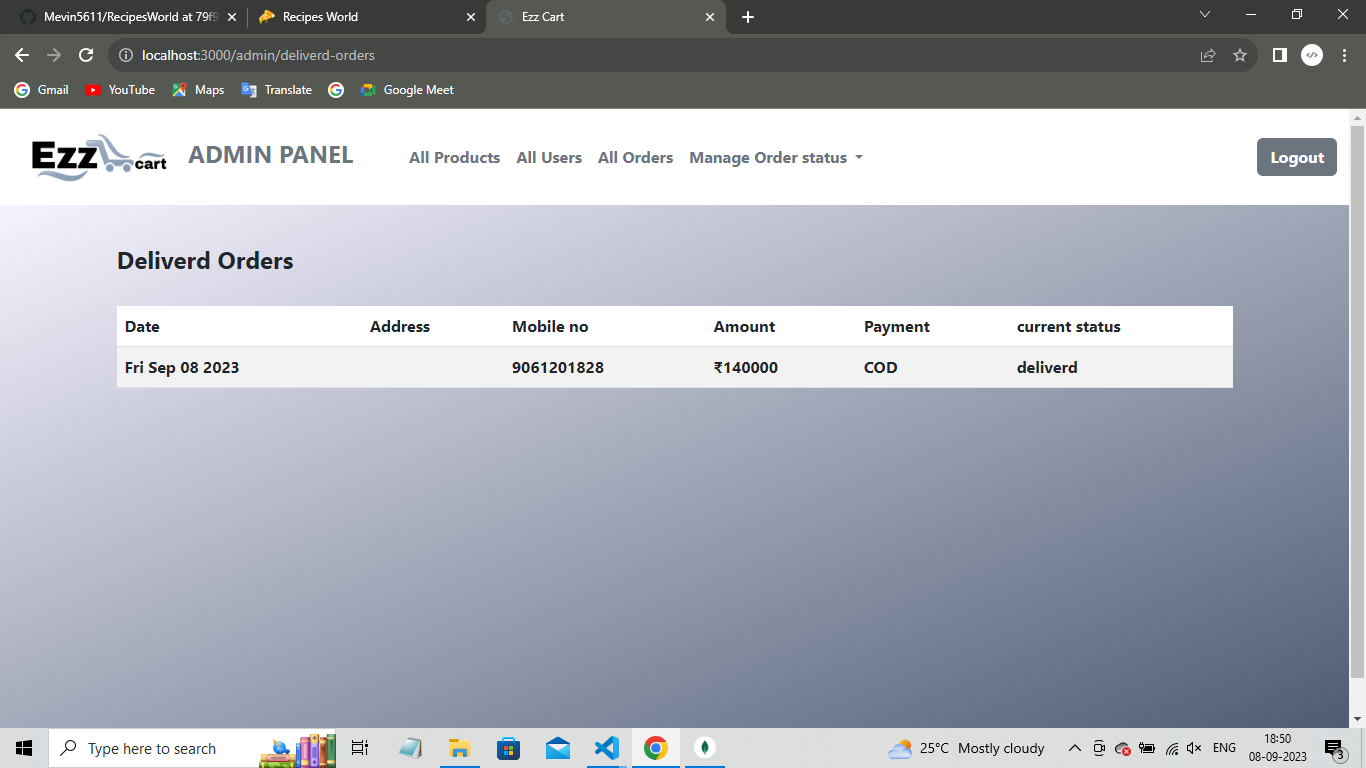 Mevin5611/RecipesWorld at 79f9
Recipes World
Ezz Cart
localhost:3000/admin/deliverd-orders
Gmail
YouTube
Maps
Translate
Google Meet
Ezz cart
ADMIN PANEL
All Products
All Users
All Orders
Manage Order status
Logout
Deliverd Orders
Date Address Mobile no Amount Payment current status
Fri Sep 08 2023 9061201828 ₹140000 COD deliverd
Type here to search
25°C Mostly cloudy
ENG
18:50
08-09-2023
3